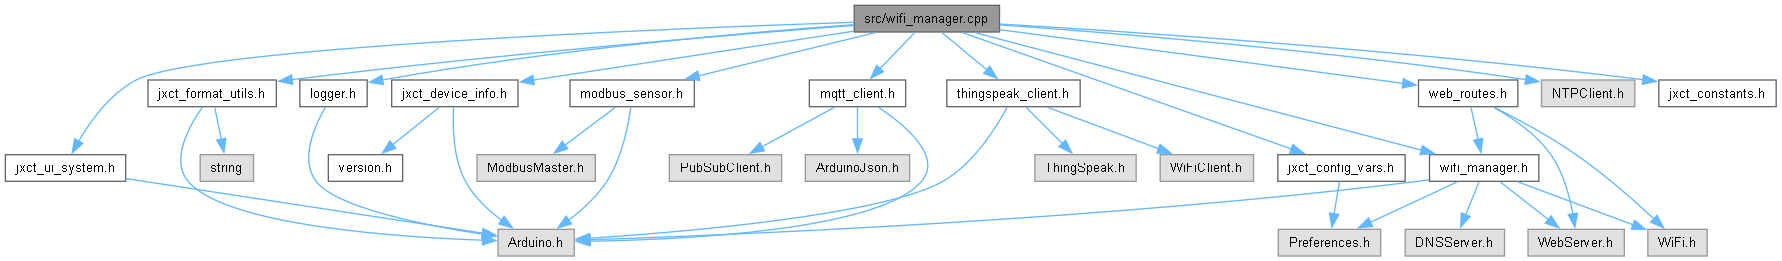 src/wifi_manager.cpp
jxct_format_utils.h
logger.h
jxct_device_info.h
modbus_sensor.h
mqtt_client.h
thingspeak_client.h
web_routes.h
NTPClient.h
jxct_constants.h
jxct_ui_system.h
string
version.h
ModbusMaster.h
PubSubClient.h
ArduinoJson.h
ThingSpeak.h
WiFiClient.h
jxct_config_vars.h
wifi_manager.h
Arduino.h
Preferences.h
DNSServer.h
WebServer.h
WiFi.h